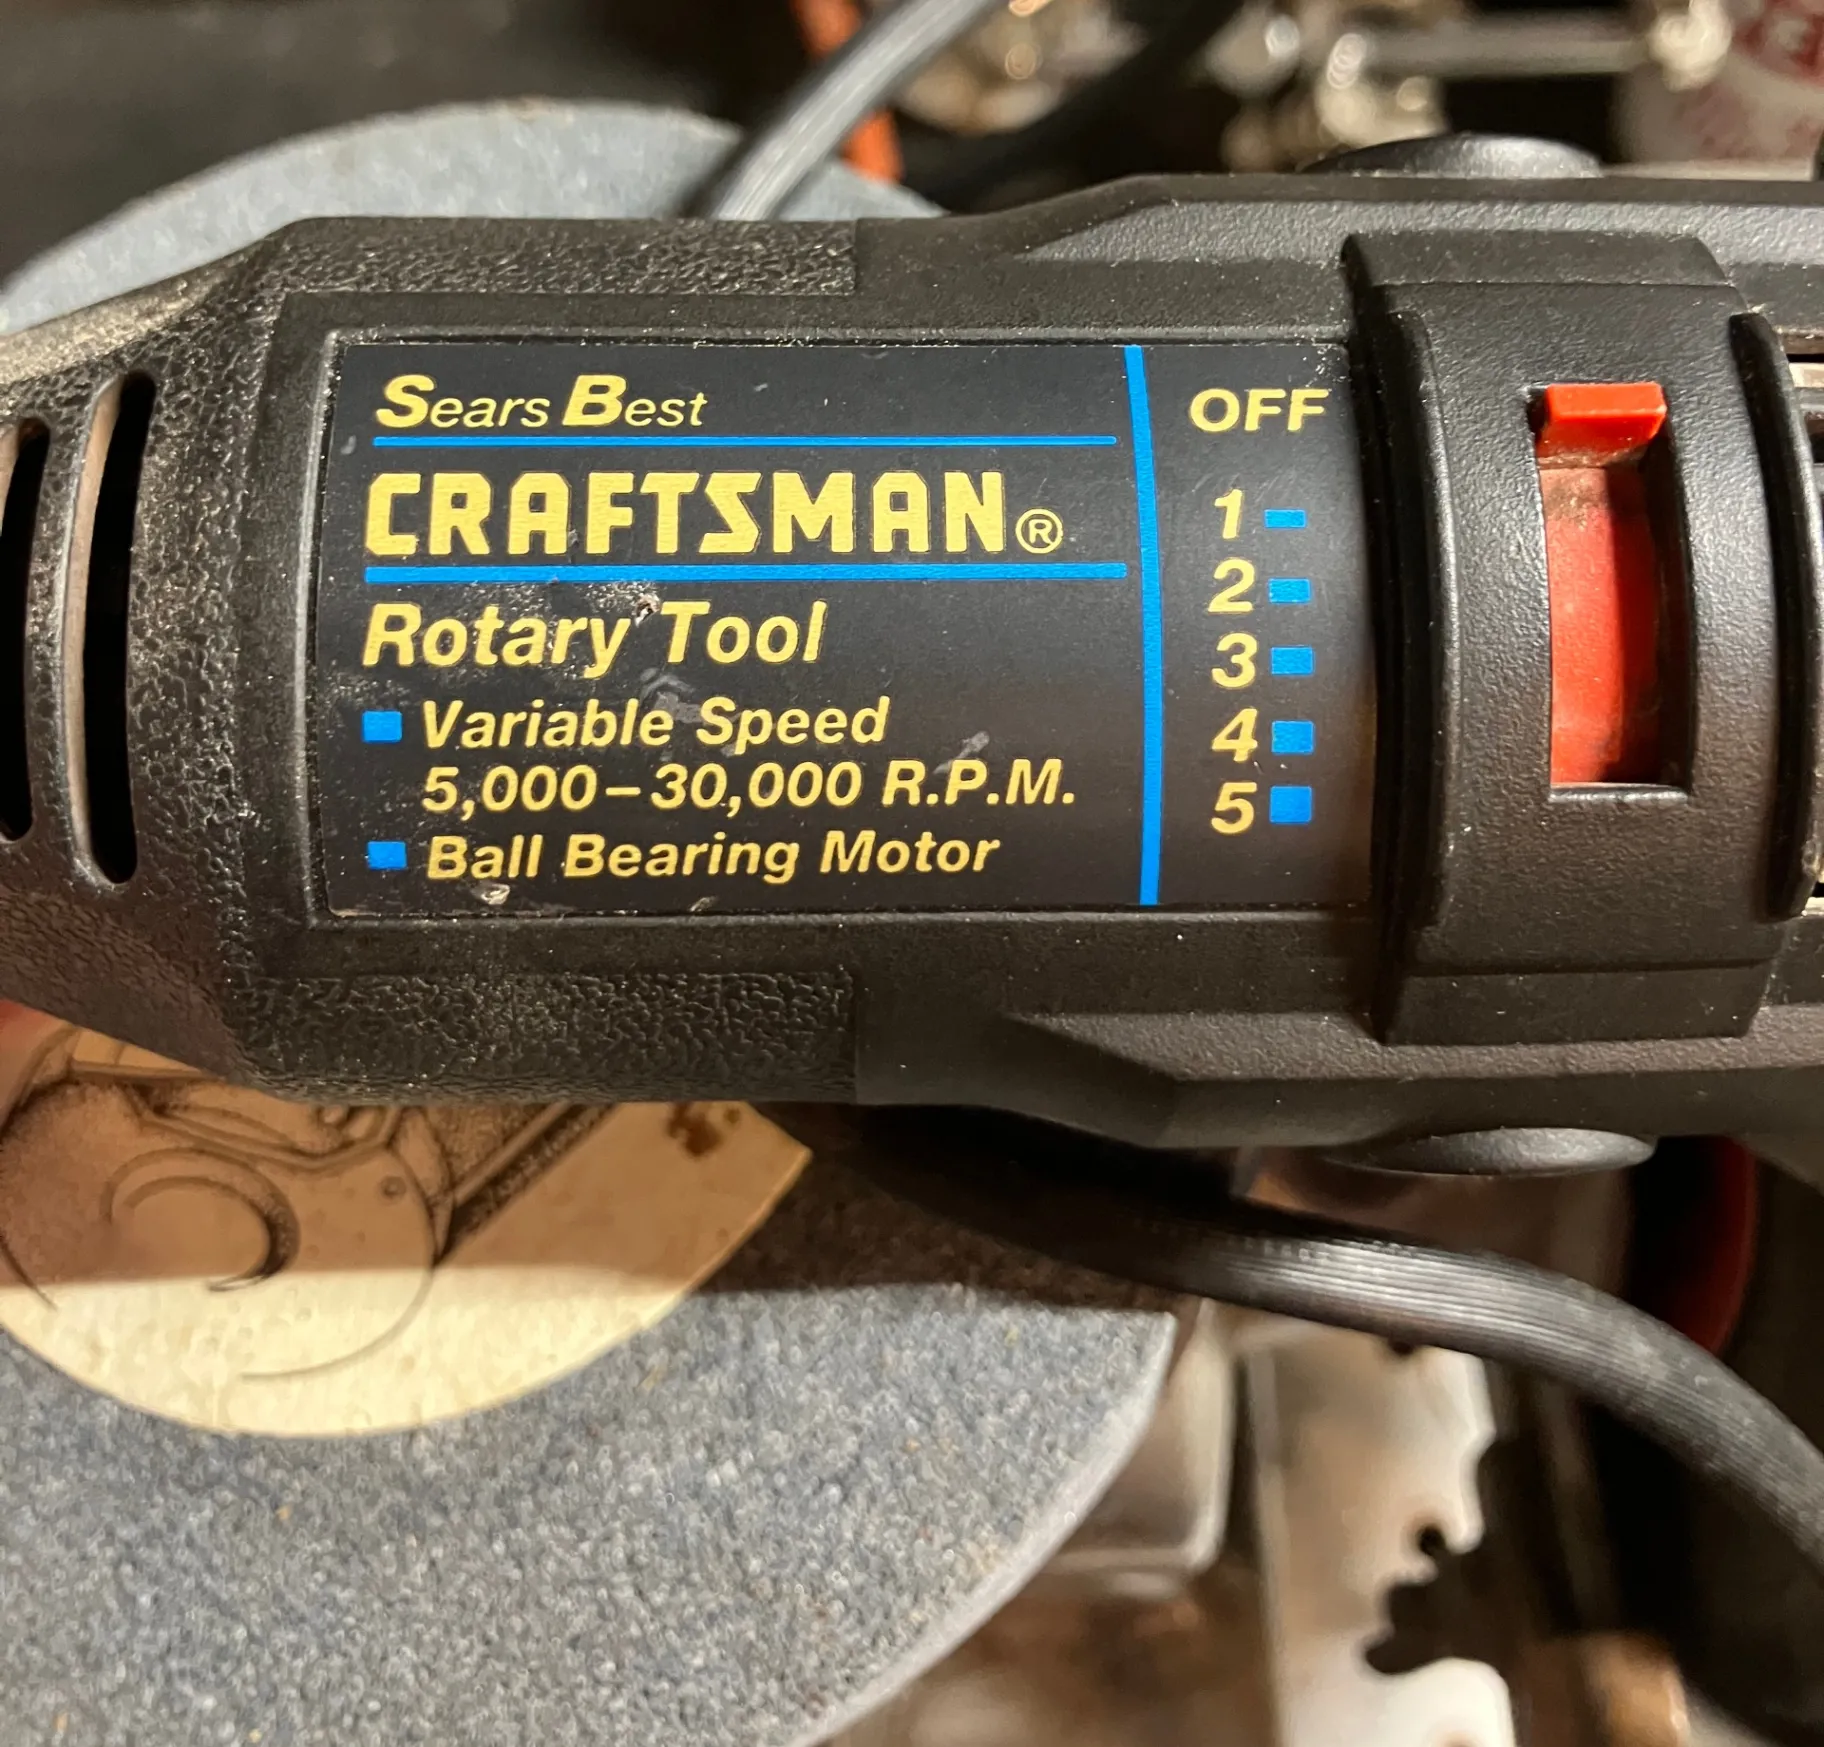 Sears Best
CRAFTSMAN®
Rotary Tool
Variable Speed
5,000–30,000 R.P.M.
Ball Bearing Motor
OFF
1
2
3
4
5